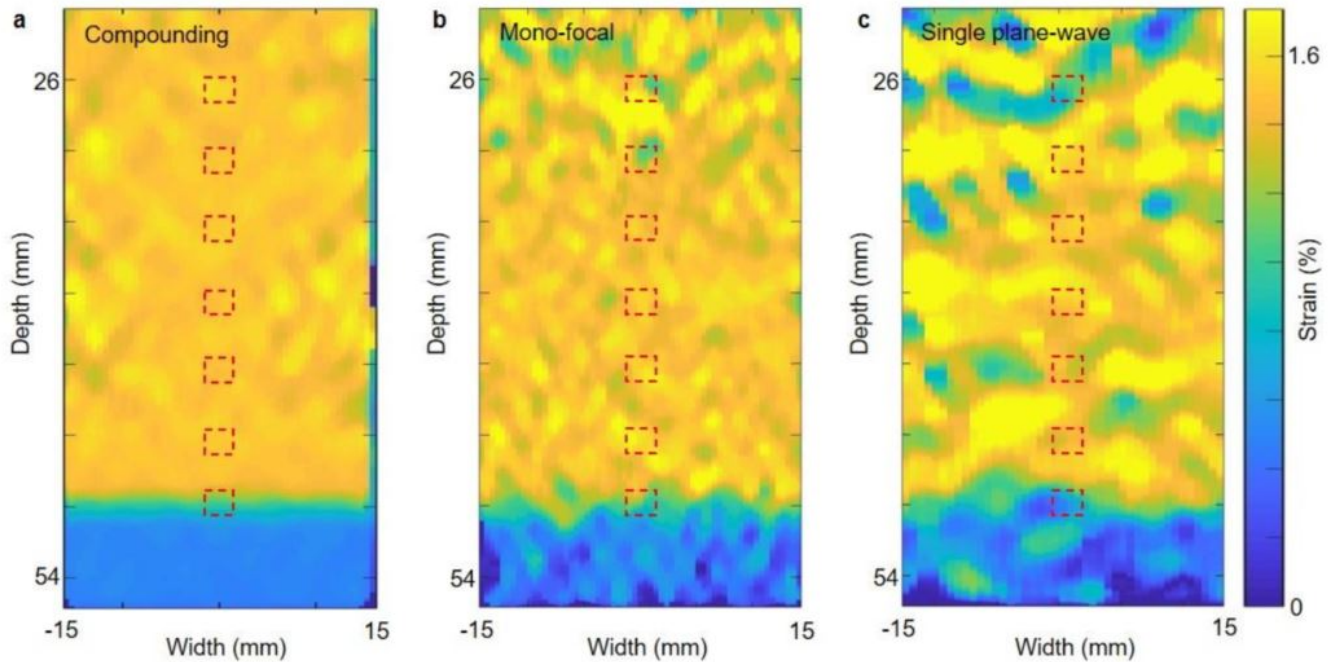 a
Compounding
26
54
Depth (mm)
-15
15
Width (mm)
b
Mono-focal
26
54
Depth (mm)
-15
15
Width (mm)
c
Single plane-wave
26
54
Depth (mm)
-15
15
Width (mm)
1.6
0
Strain (%)